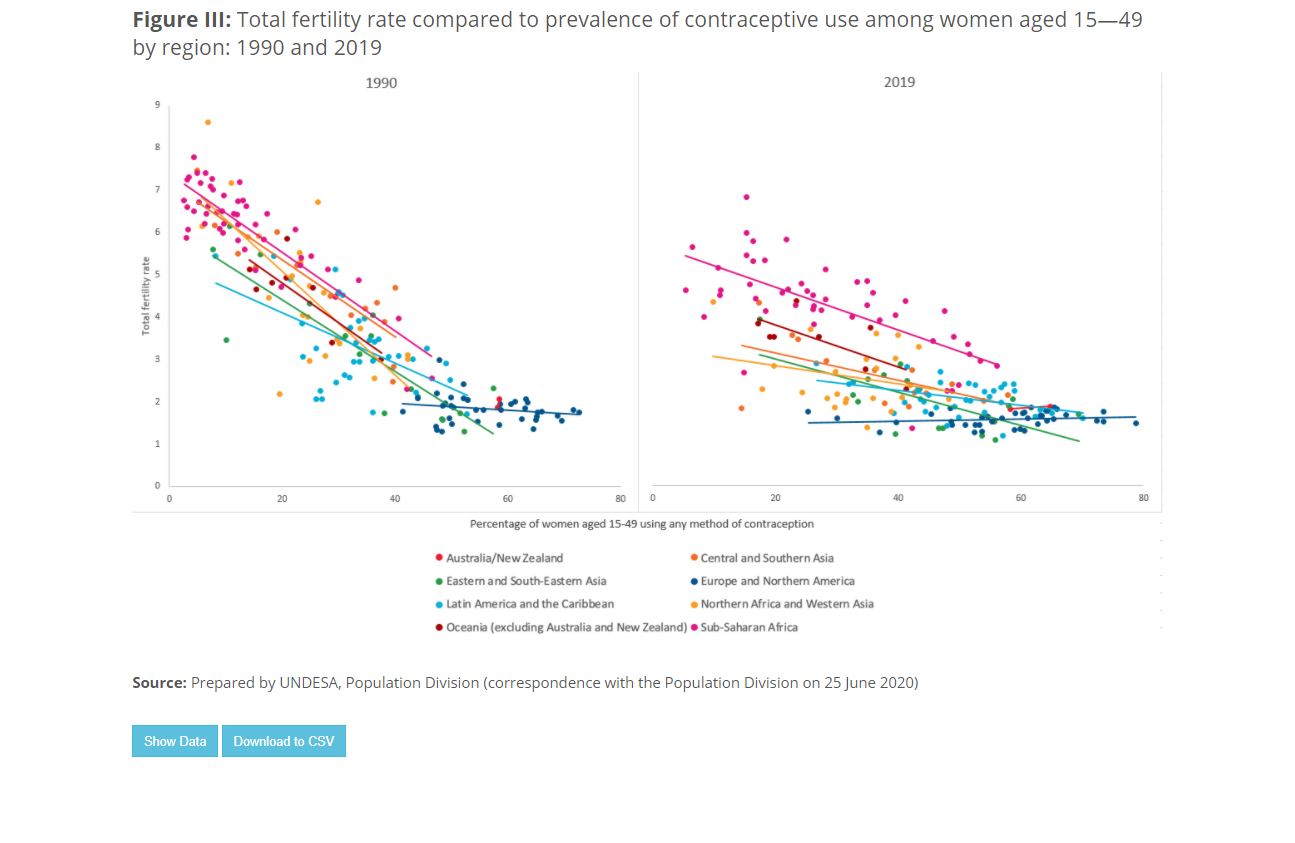 Figure III: Total fertility rate compared to prevalence of contraceptive use among women aged 15—49
by region: 1990 and 2019
1990
2019
9
8
7
6
5
4
3
2
1
0
Total fertility rate
0 20 40 60 80
0 20 40 60 80
Percentage of women aged 15-49 using any method of contraception
Australia/New Zealand
Central and Southern Asia
Eastern and South-Eastern Asia
Europe and Northern America
Latin America and the Caribbean
Northern Africa and Western Asia
Oceania (excluding Australia and New Zealand)
Sub-Saharan Africa
Source: Prepared by UNDESA, Population Division (correspondence with the Population Division on 25 June 2020)
Show Data
Download to CSV